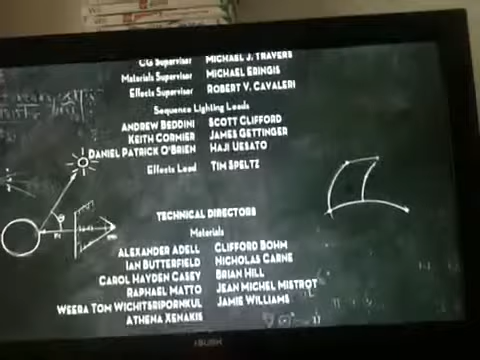 CG Supervisor MICHAEL J. TRAVERS
Materials Supervisor MICHAEL ERINGIS
Effects Supervisor ROBERT V. CAVALERI
Sequence Lighting Leads
ANDREW BEDDINI SCOTT CLIFFORD
KEITH CORMIER JAMES GETTINGER
DANIEL PATRICK O'BRIEN HAJI UESATO
Effects Lead TIM SPELTZ
TECHNICAL DIRECTORS
Materials
ALEXANDER ADELL CLIFFORD BOHM
IAN BUTTERFIELD NICHOLAS CARNE
CAROL HAYDEN CASEY BRIAN HILL
RAPHAEL MATTO JEAN MICHEL MISTROT
WEERA TOM WICHITSRIPORNKUL JAMIE WILLIAMS
ATHENA XENAKIS